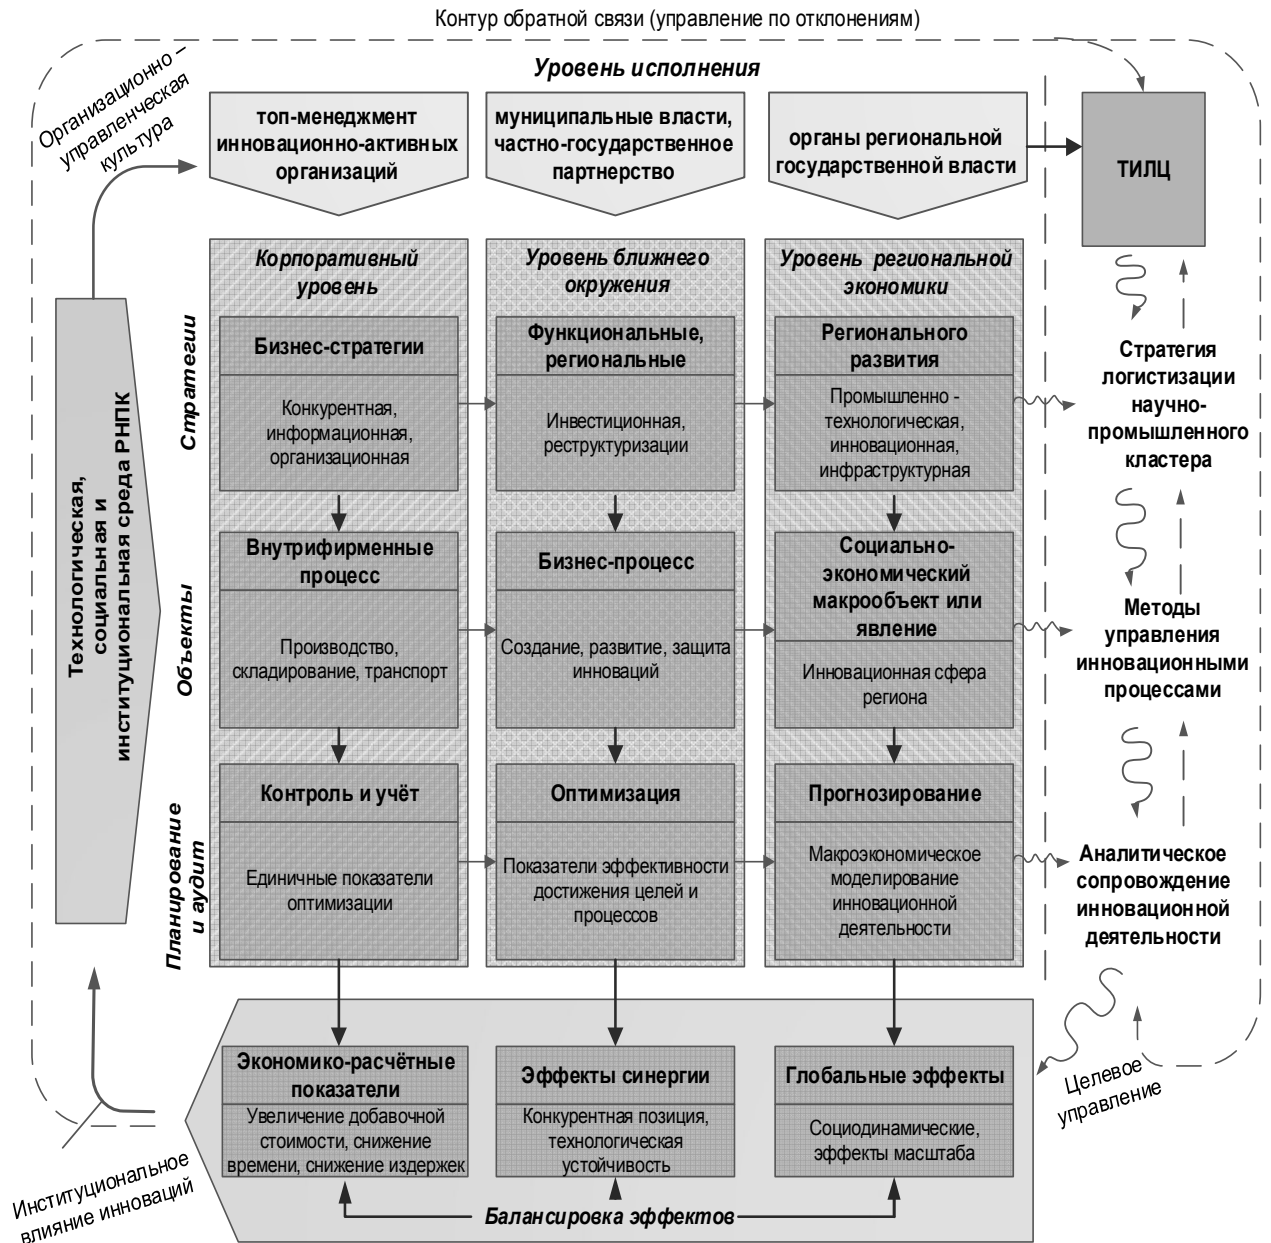 Контур обратной связи (управление по отклонениям)
Организационно –
управленческая
культура
Уровень исполнения
топ-менеджмент
инновационно-активных
организаций
муниципальные власти,
частно-государственное
партнерство
органы региональной
государственной власти
ТИЛЦ
Технологическая,
социальная и
институциональная среда РНПК
Стратегии
Объекты
Планирование
и аудит
Корпоративный
уровень
Уровень ближнего
окружения
Уровень региональной
экономики
Бизнес-стратегии
Конкурентная,
информационная,
организационная
Функциональные,
региональные
Инвестиционная,
реструктуризации
Регионального
развития
Промышленно -
технологическая,
инновационная,
инфраструктурная
Стратегия
логистизации
научно-
промышленного
кластера
Внутрифирменные
процесс
Производство,
складирование, транспорт
Бизнес-процесс
Создание, развитие, защита
инноваций
Социально-
экономический
макрообъект или
явление
Инновационная сфера
региона
Методы
управления
инновационными
процессами
Контроль и учёт
Единичные показатели
оптимизации
Оптимизация
Показатели эффективности
достижения целей и
процессов
Прогнозирование
Макроэкономическое
моделирование
инновационной
деятельности
Аналитическое
сопровождение
инновационной
деятельности
Экономико-расчётные
показатели
Увеличение добавочной
стоимости, снижение
времени, снижение издержек
Эффекты синергии
Конкурентная позиция,
технологическая
устойчивость
Глобальные эффекты
Социодинамические,
эффекты масштаба
Целевое
управление
Институциональное
влияние инноваций
Балансировка эффектов